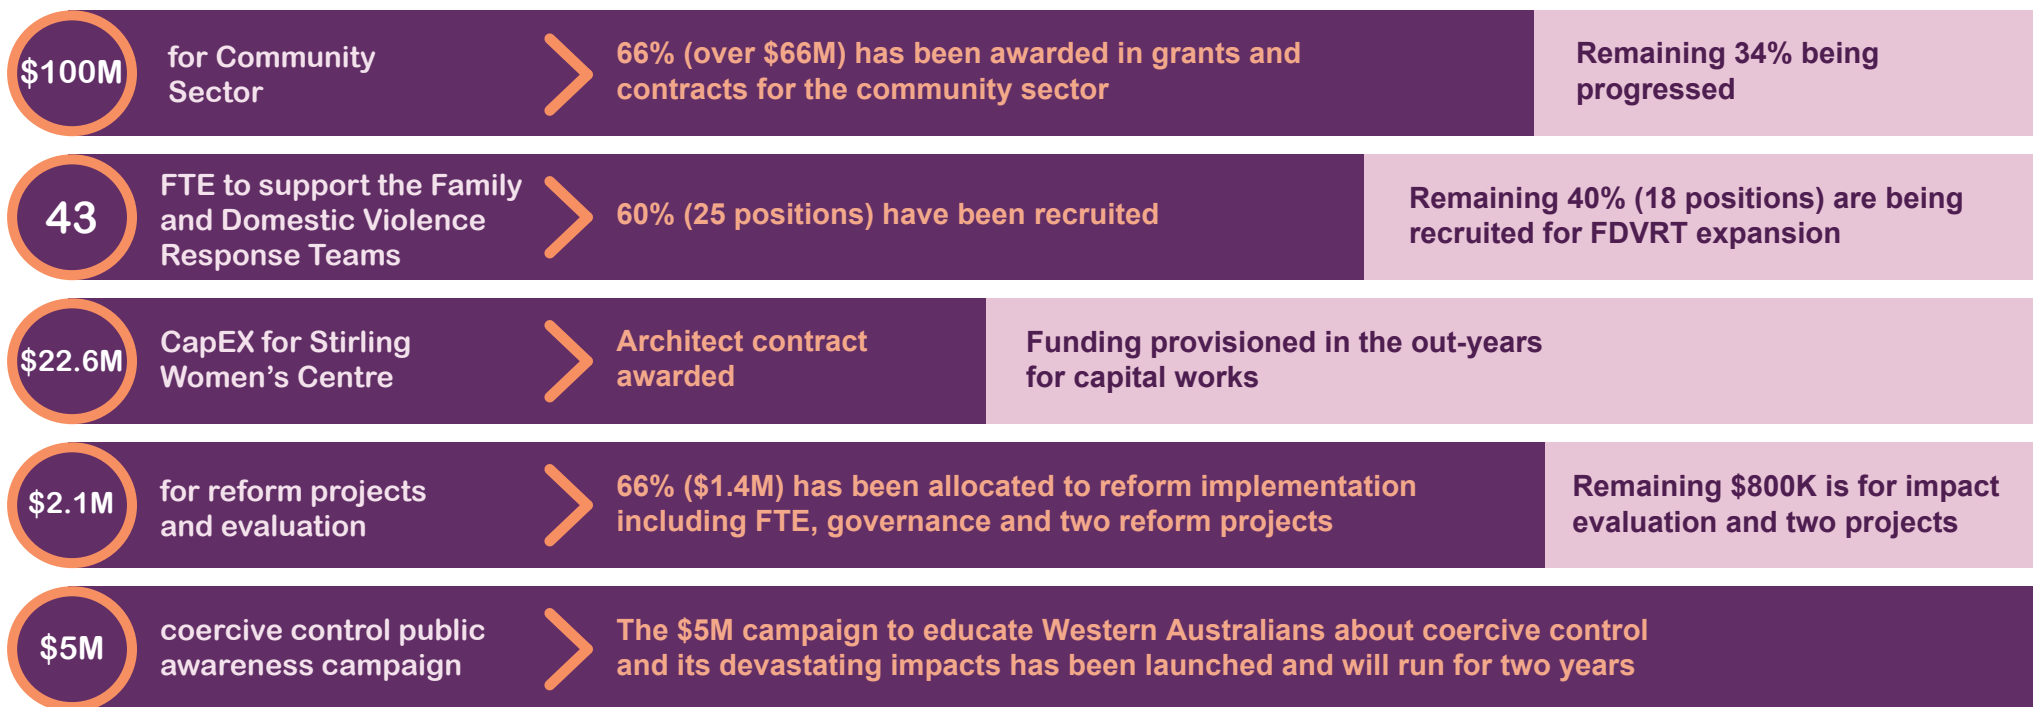 $100M
for Community
Sector
66% (over $66M) has been awarded in grants and
contracts for the community sector
Remaining 34% being
progressed
43
FTE to support the Family
and Domestic Violence
Response Teams
60% (25 positions) have been recruited
Remaining 40% (18 positions) are being
recruited for FDVRT expansion
$22.6M
CapEX for Stirling
Women’s Centre
Architect contract
awarded
Funding provisioned in the out-years
for capital works
$2.1M
for reform projects
and evaluation
66% ($1.4M) has been allocated to reform implementation
including FTE, governance and two reform projects
Remaining $800K is for impact
evaluation and two projects
$5M
coercive control public
awareness campaign
The $5M campaign to educate Western Australians about coercive control
and its devastating impacts has been launched and will run for two years